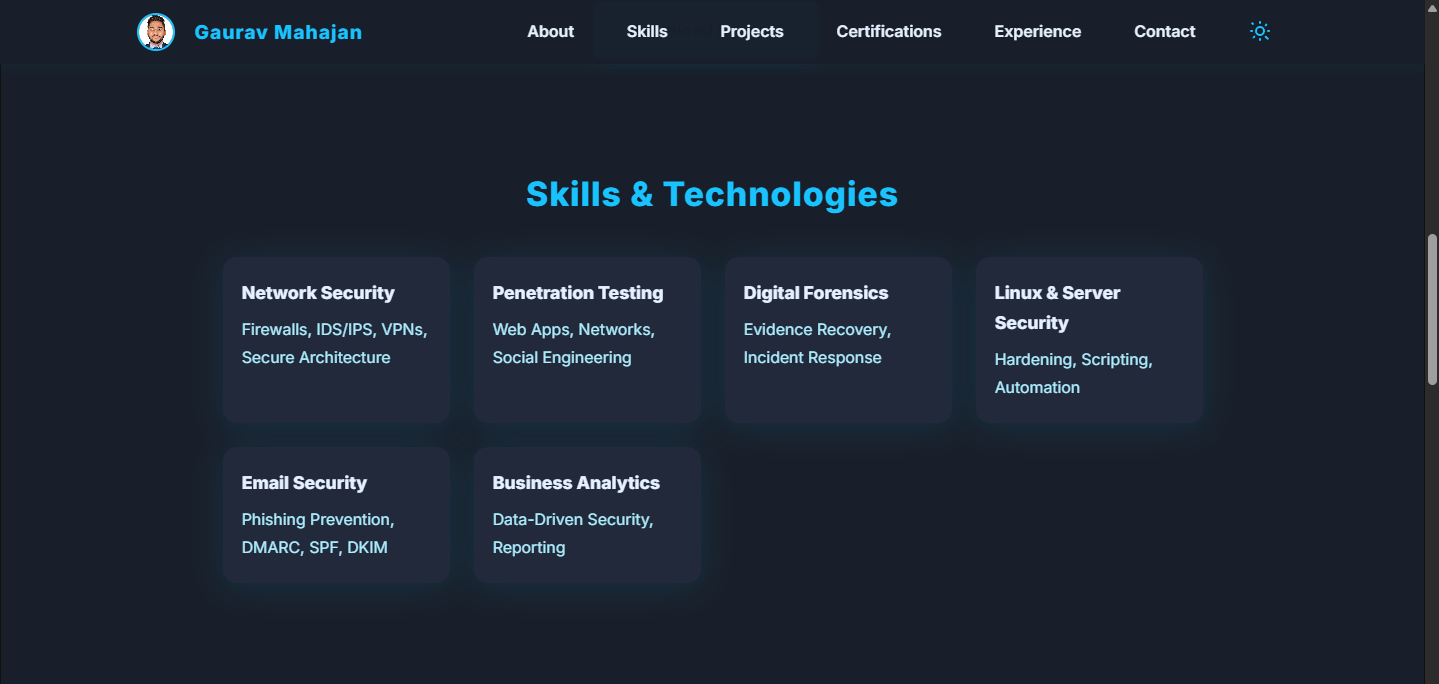 Gaurav Mahajan
About
Skills
Projects
Certifications
Experience
Contact
Skills & Technologies
Network Security
Firewalls, IDS/IPS, VPNs,
Secure Architecture
Penetration Testing
Web Apps, Networks,
Social Engineering
Digital Forensics
Evidence Recovery,
Incident Response
Linux & Server
Security
Hardening, Scripting,
Automation
Email Security
Phishing Prevention,
DMARC, SPF, DKIM
Business Analytics
Data-Driven Security,
Reporting